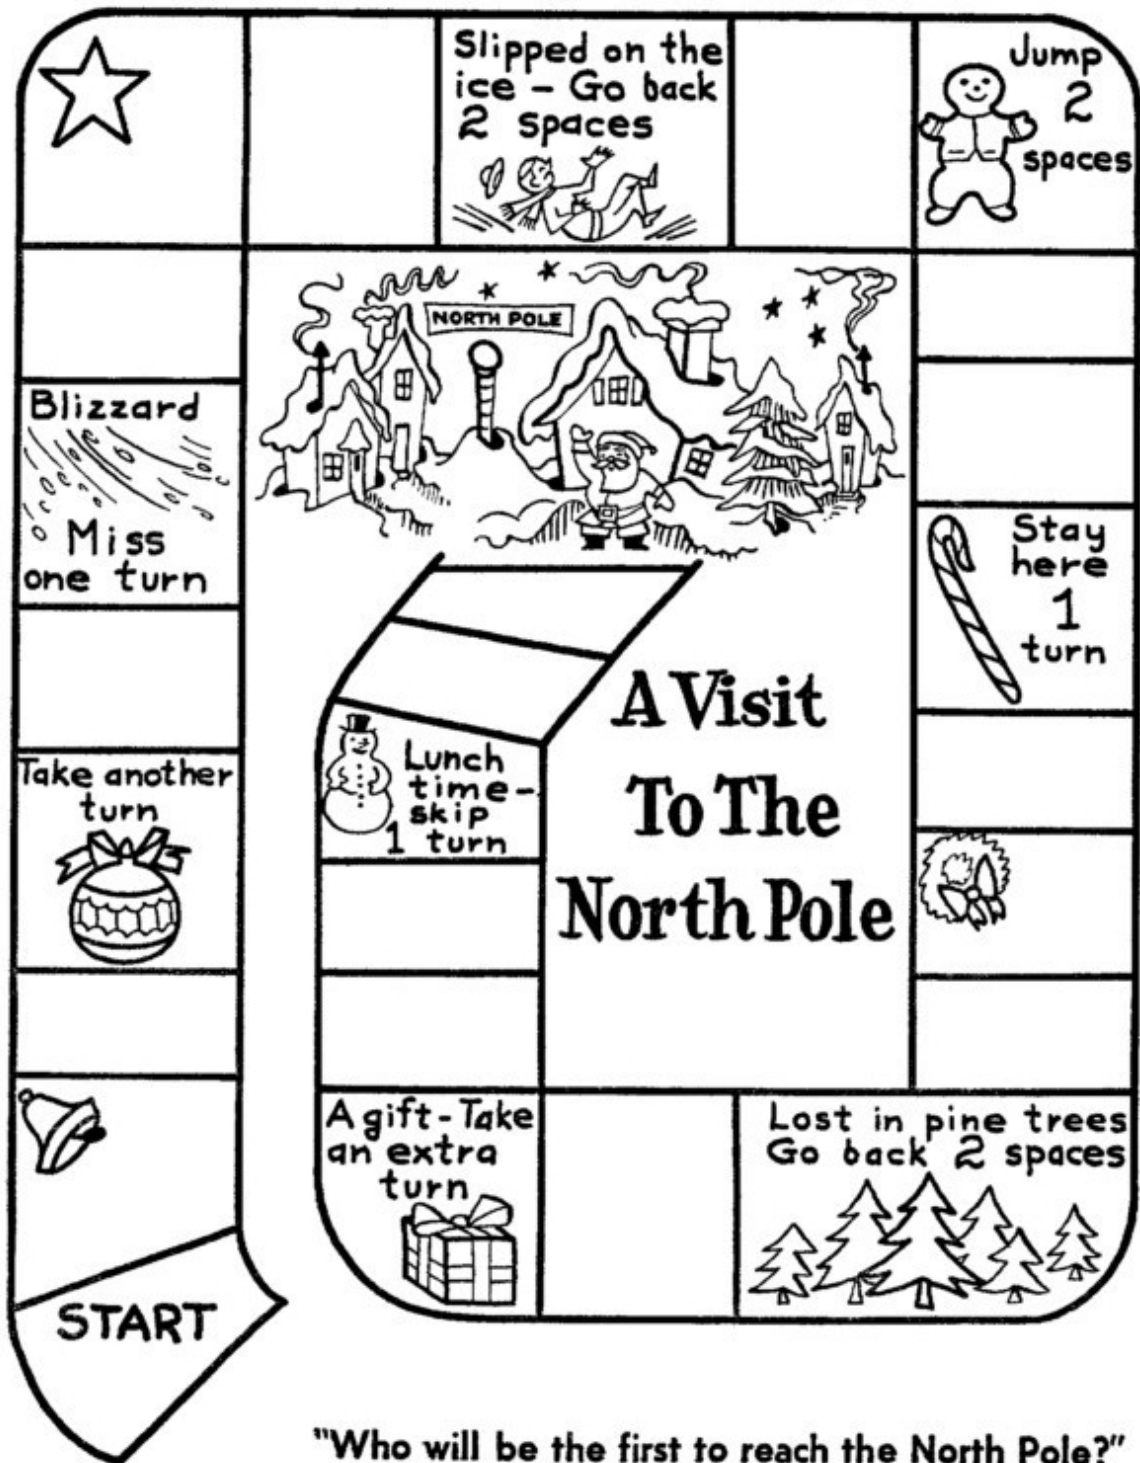 Slipped on the
ice - Go back
2 spaces
Jump
2
spaces
NORTH POLE
Blizzard
Miss
one turn
Stay
here
1
turn
A Visit
To The
North Pole
Take another
turn
Lunch
time-
skip
1 turn
A gift-Take
an extra
turn
Lost in pine trees
Go back 2 spaces
START
"Who will be the first to reach the North Pole?"